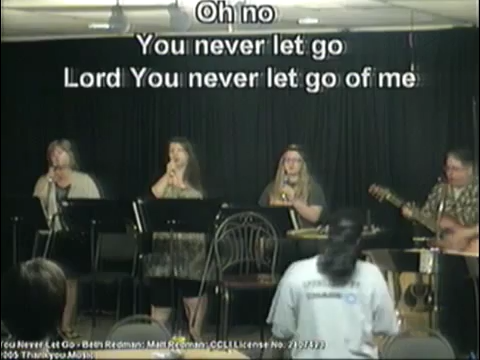 Oh no
You never let go
Lord You never let go of me
You Never Let Go - Beth Redman; Matt Redman; CCLI License No.
2005 Thankyou Music